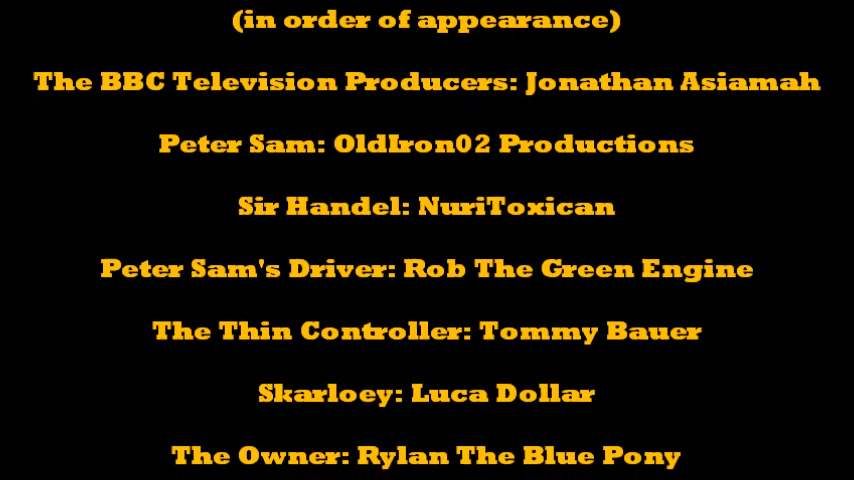 (in order of appearance)
The BBC Television Producers: Jonathan Asiamah
Peter Sam: OldIron02 Productions
Sir Handel: NuriToxican
Peter Sam's Driver: Rob The Green Engine
The Thin Controller: Tommy Bauer
Skarloey: Luca Dollar
The Owner: Rylan The Blue Pony